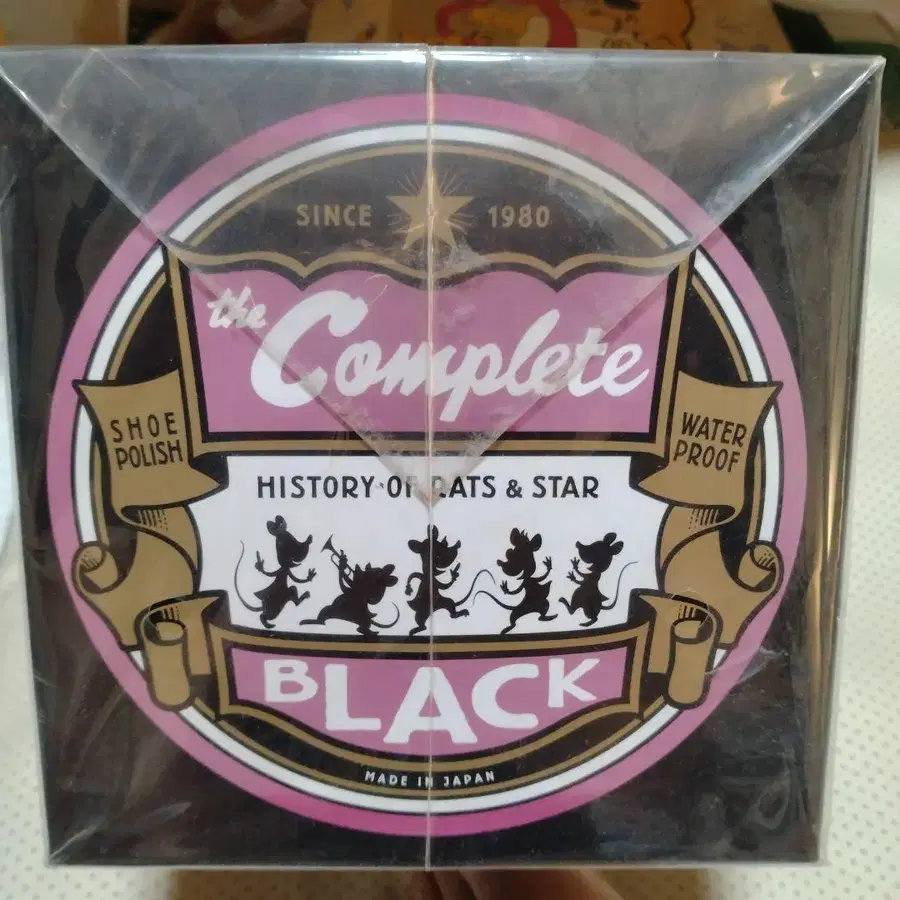 SINCE 1980
the Complete
SHOE POLISH
WATER PROOF
HISTORY OF RATS & STAR
BLACK
MADE IN JAPAN